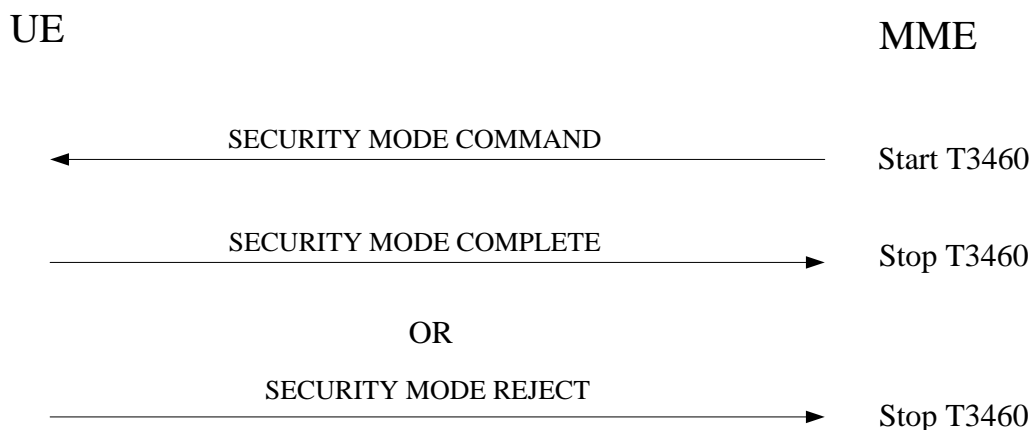 UE
MME
SECURITY MODE COMMAND
Start T3460
SECURITY MODE COMPLETE
Stop T3460
OR
SECURITY MODE REJECT
Stop T3460